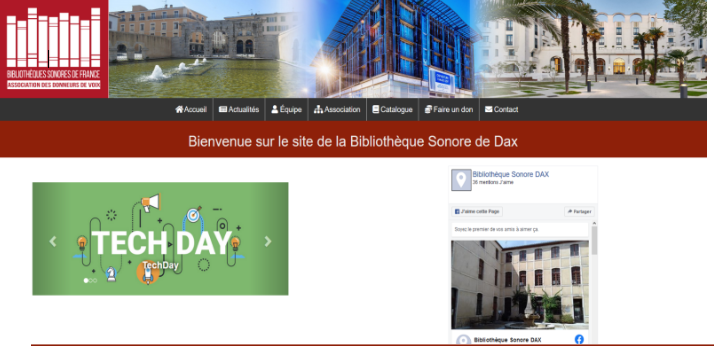 BIBLIOTHÈQUES SONORES DE FRANCE
ASSOCIATION DES DONNEURS DE VOIX
Accueil
Actualités
Équipe
Association
Catalogue
Faire un don
Contact
Bienvenue sur le site de la Bibliothèque Sonore de Dax
TECH DAY
TechDay
Bibliothèque Sonore DAX
36 mentions J'aime
J'aime cette Page
Partager
Soyez le premier de vos amis à aimer ça
Bibliothèque Sonore DAX